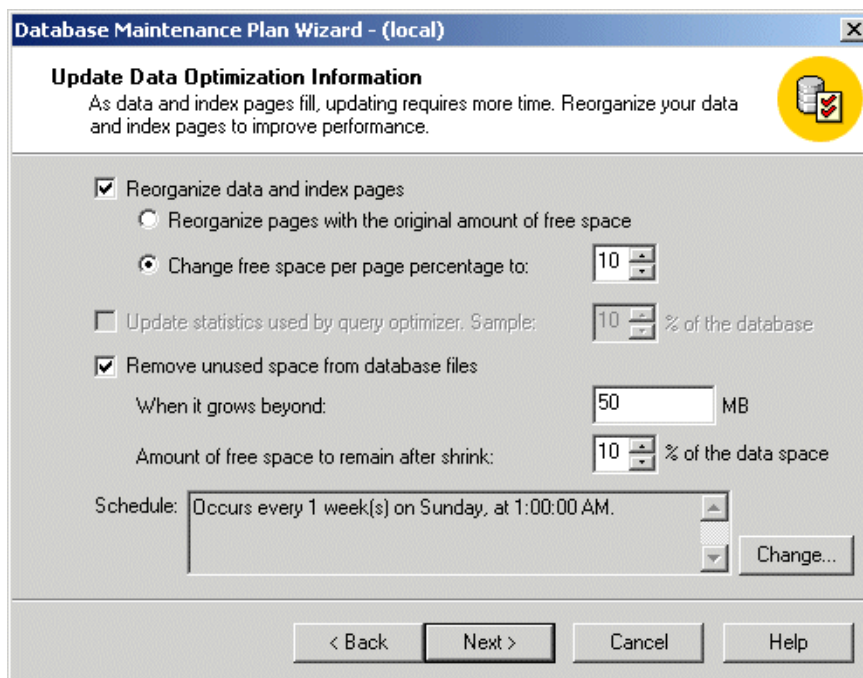 Database Maintenance Plan Wizard - (local)
Update Data Optimization Information
As data and index pages fill, updating requires more time. Reorganize your data
and index pages to improve performance.
Reorganize data and index pages
Reorganize pages with the original amount of free space
Change free space per page percentage to: 10
Update statistics used by query optimizer. Sample: 10 % of the database
Remove unused space from database files
When it grows beyond: 50 MB
Amount of free space to remain after shrink: 10 % of the data space
Schedule: Occurs every 1 week(s) on Sunday, at 1:00:00 AM.
Change...
< Back Next > Cancel Help